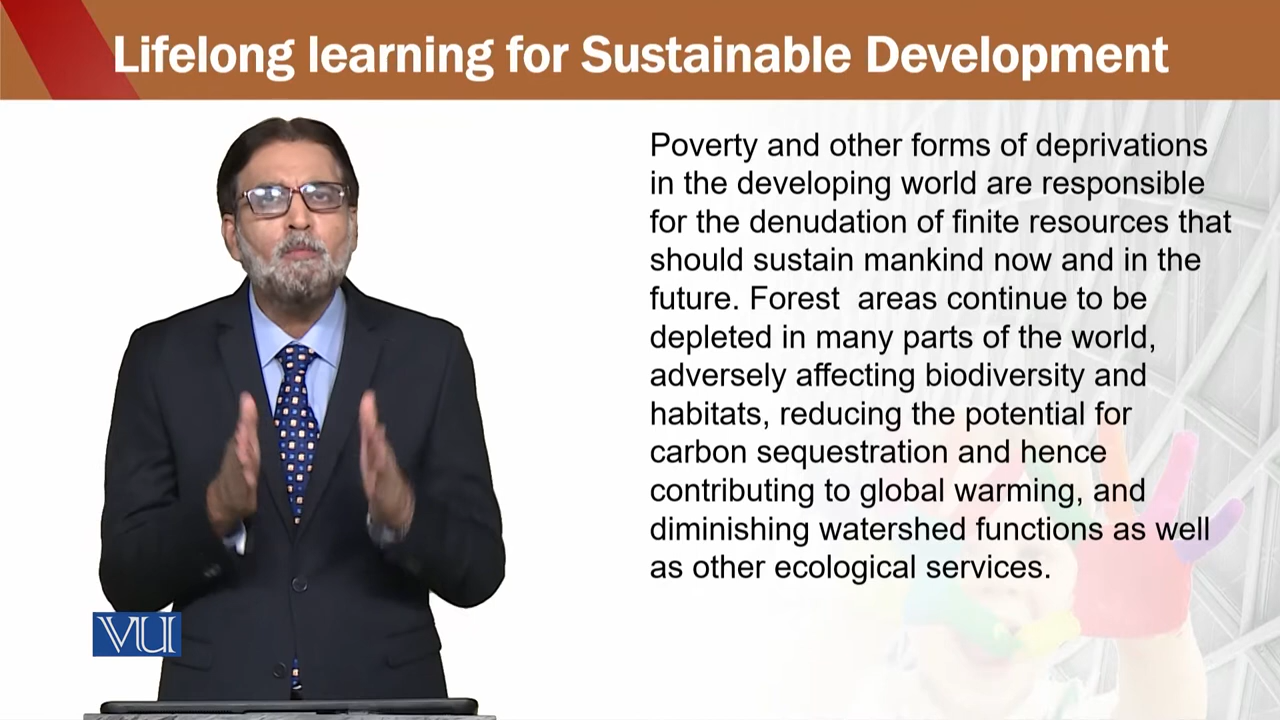 Lifelong learning for Sustainable Development
Poverty and other forms of deprivations
in the developing world are responsible
for the denudation of finite resources that
should sustain mankind now and in the
future. Forest  areas continue to be
depleted in many parts of the world,
adversely affecting biodiversity and
habitats, reducing the potential for
carbon sequestration and hence
contributing to global warming, and
diminishing watershed functions as well
as other ecological services.
VU